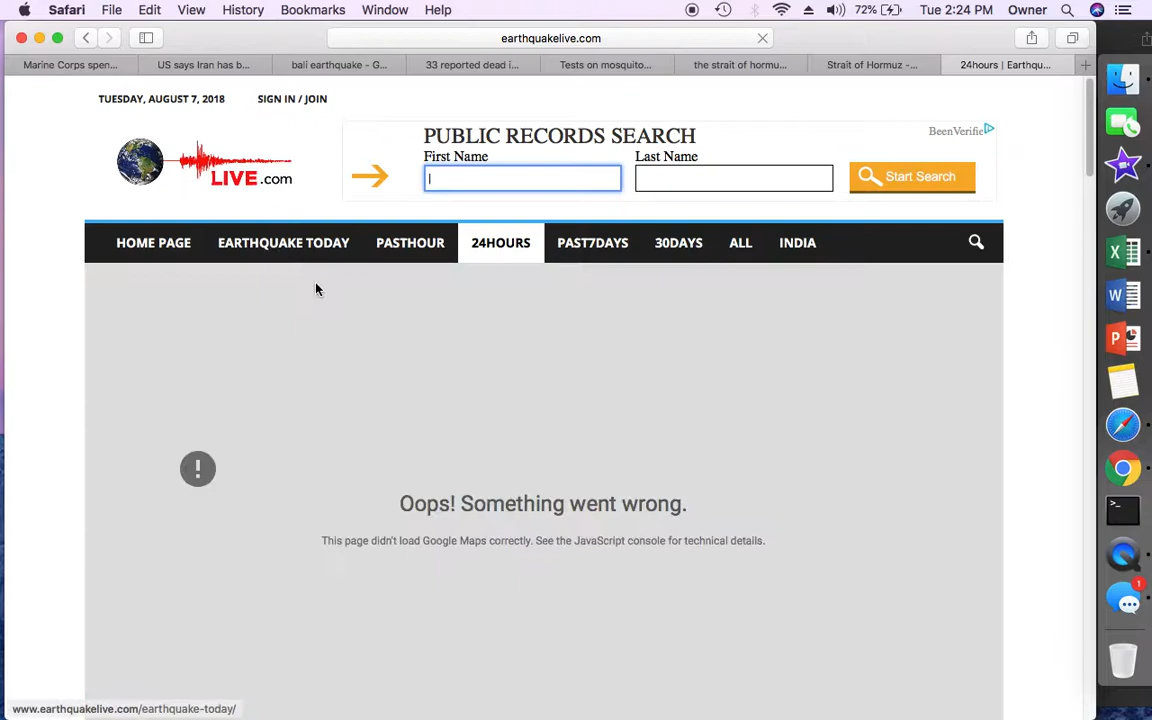 Safari File Edit View History Bookmarks Window Help 72% Tue 2:24 PM Owner
earthquakelive.com
Marine Corps spen... US says Iran has b... bali earthquake - G... 33 reported dead i... Tests on mosquito... the strait of hormu... Strait of Hormuz -... 24hours | Earthqu...
TUESDAY, AUGUST 7, 2018 SIGN IN / JOIN
LIVE.com
PUBLIC RECORDS SEARCH
BeenVerified
First Name Last Name
Start Search
HOME PAGE EARTHQUAKE TODAY PASTHOUR 24HOURS PAST7DAYS 30DAYS ALL INDIA
!
Oops! Something went wrong.
This page didn't load Google Maps correctly. See the JavaScript console for technical details.
X
W
P
>_
1
www.earthquakelive.com/earthquake-today/